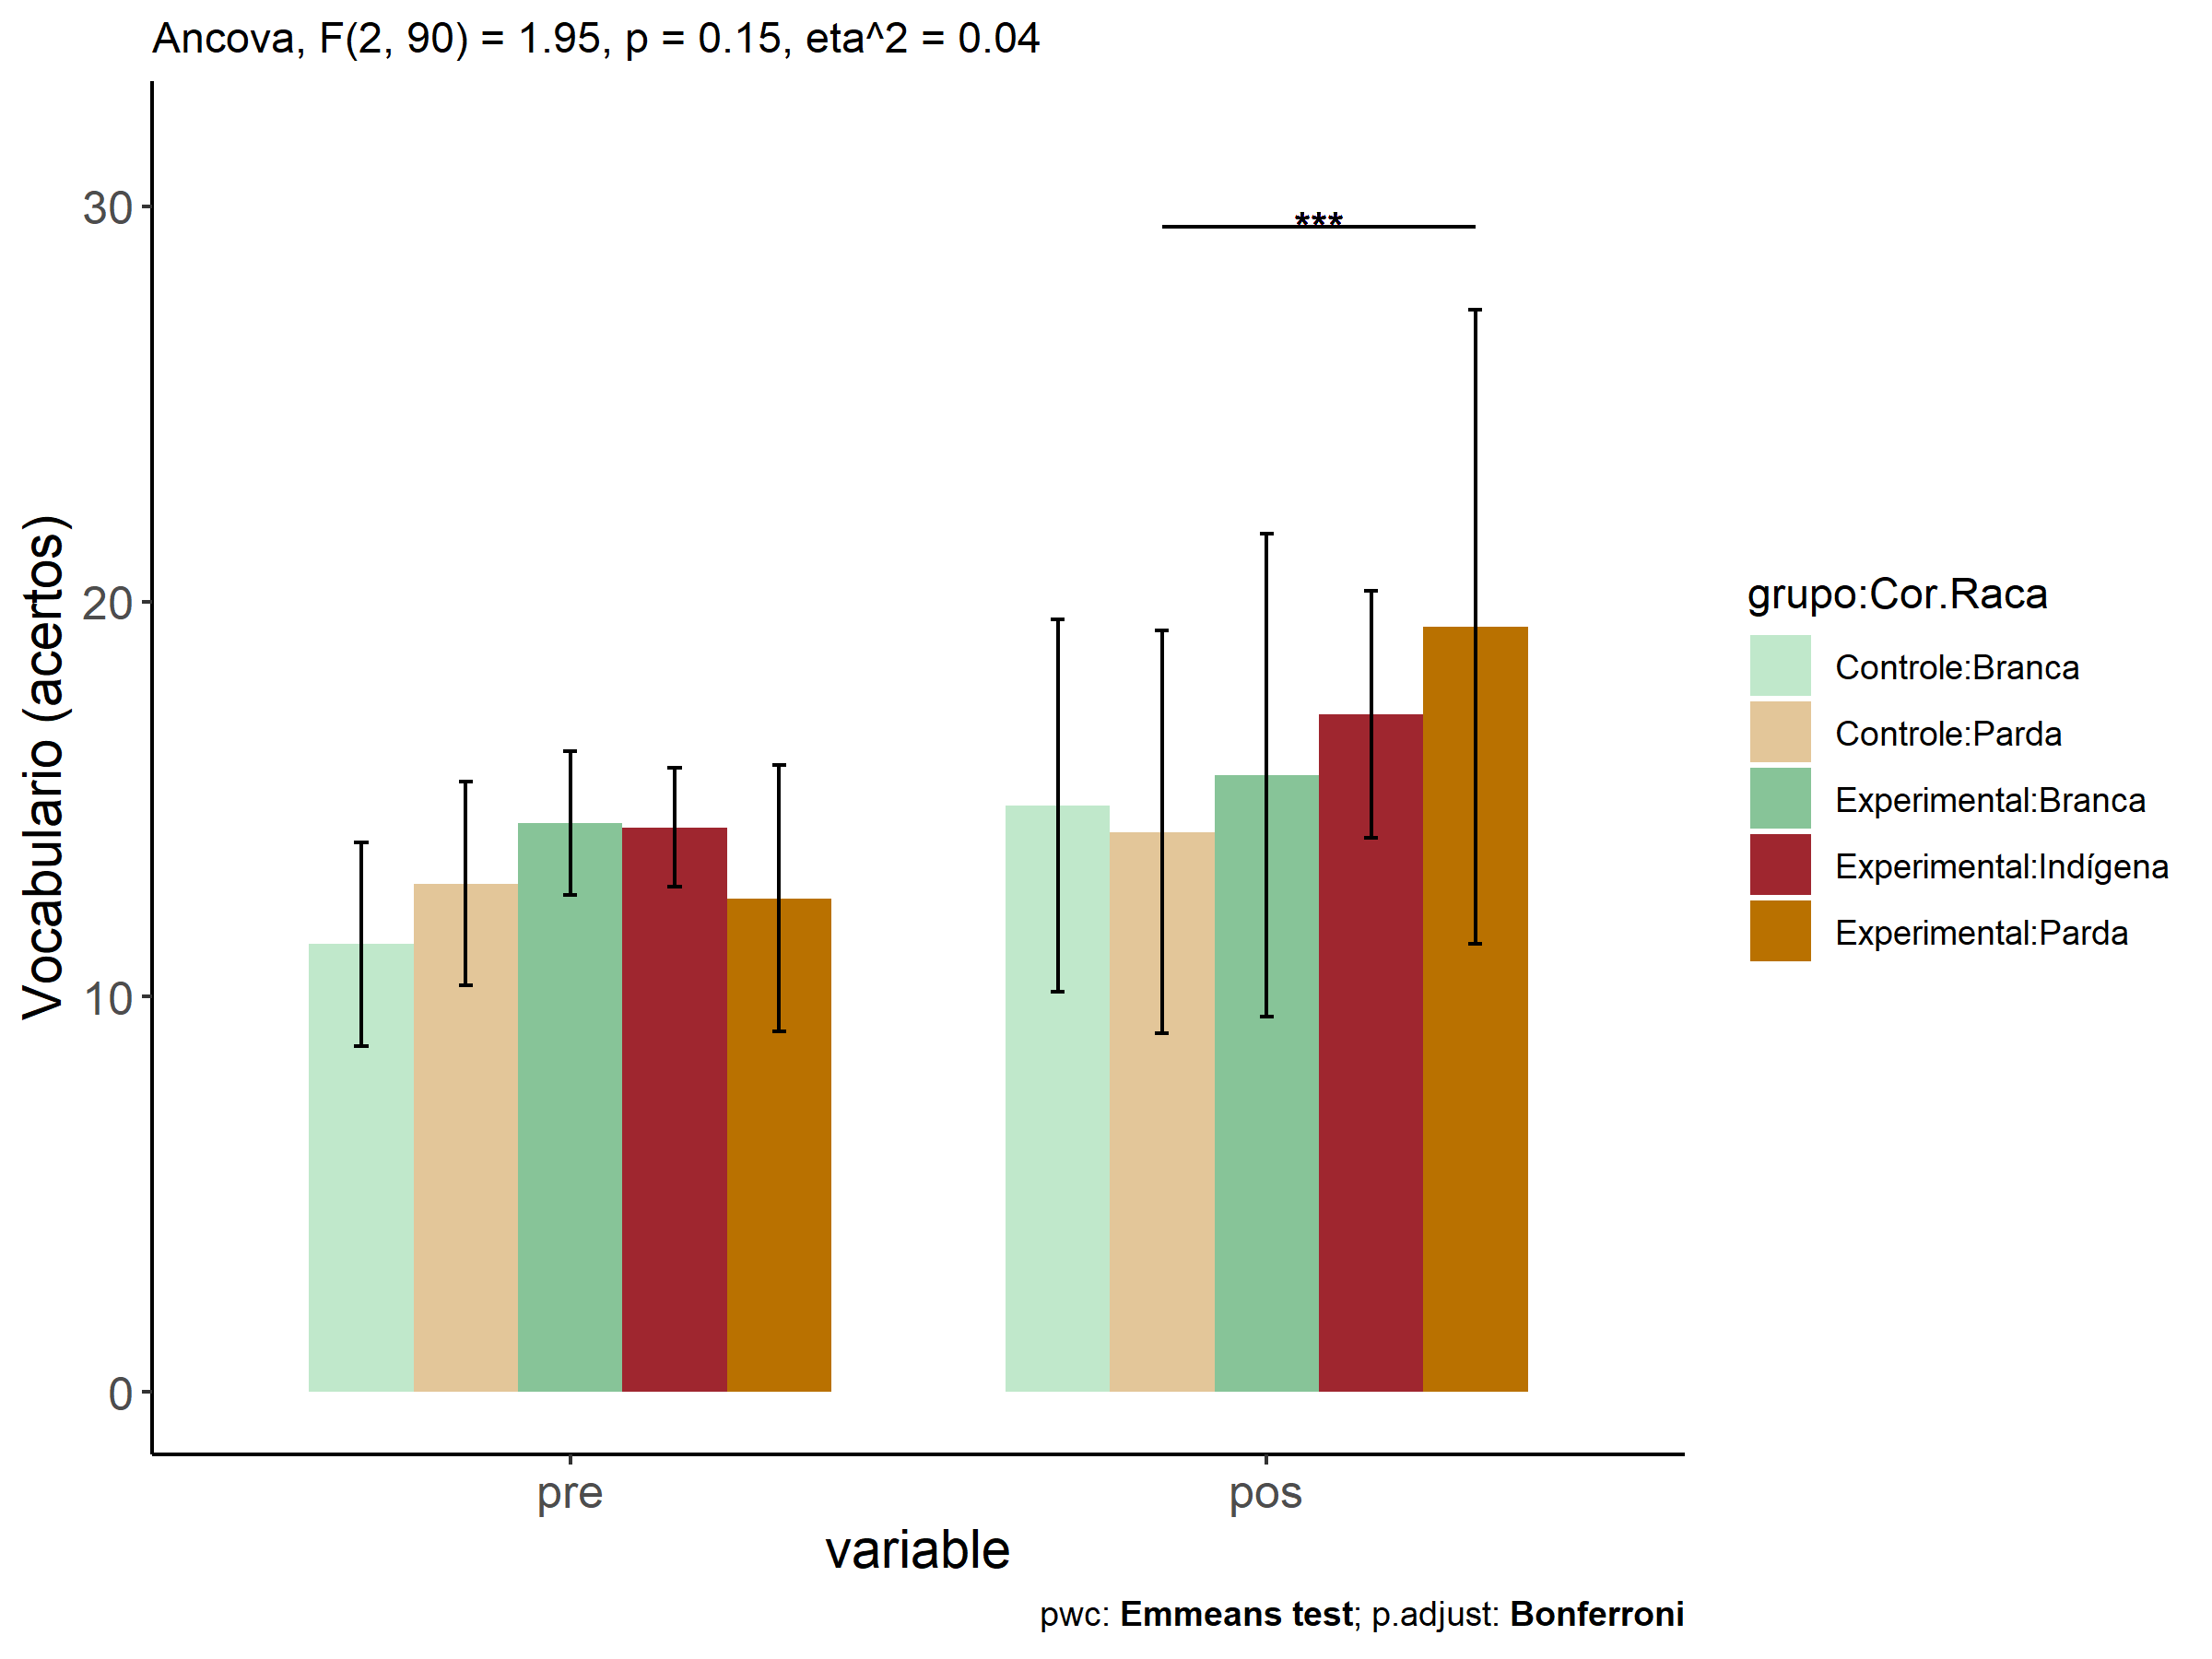 Ancova, F(2, 90) = 1.95, p = 0.15, eta^2 = 0.04
30
20
10
0
Vocabulario (acertos)
***
pre
pos
variable
grupo:Cor.Raca
Controle:Branca
Controle:Parda
Experimental:Branca
Experimental:Indígena
Experimental:Parda
pwc: Emmeans test; p.adjust: Bonferroni